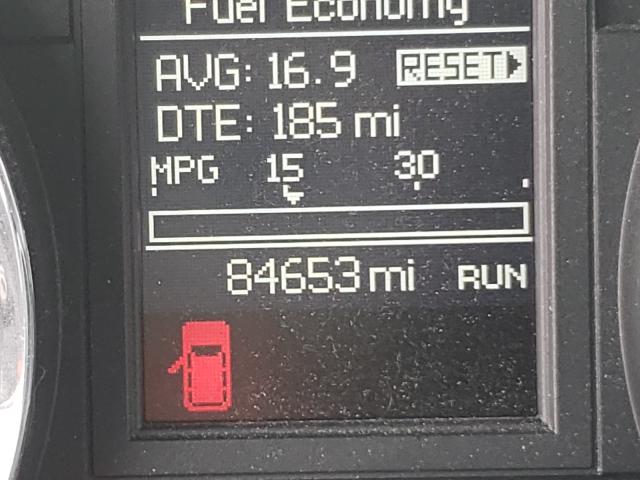 Fuel Economy
AVG: 16.9 RESET
DTE: 185 mi
MPG 15 30
84653 mi RUN